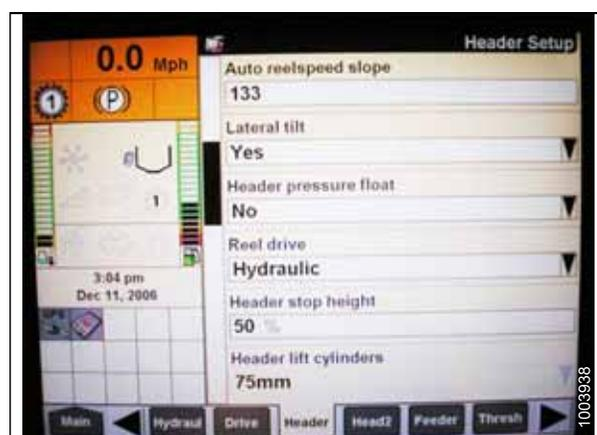 Header Setup
0.0 Mph
1
(P)
1
3:04 pm
Dec 11, 2006
Auto reelspeed slope
133
Lateral tilt
Yes
Header pressure float
No
Reel drive
Hydraulic
Header stop height
50 %
Header lift cylinders
75mm
Main
Hydraul
Drive
Header
Head2
Feeder
Thresh
1003938